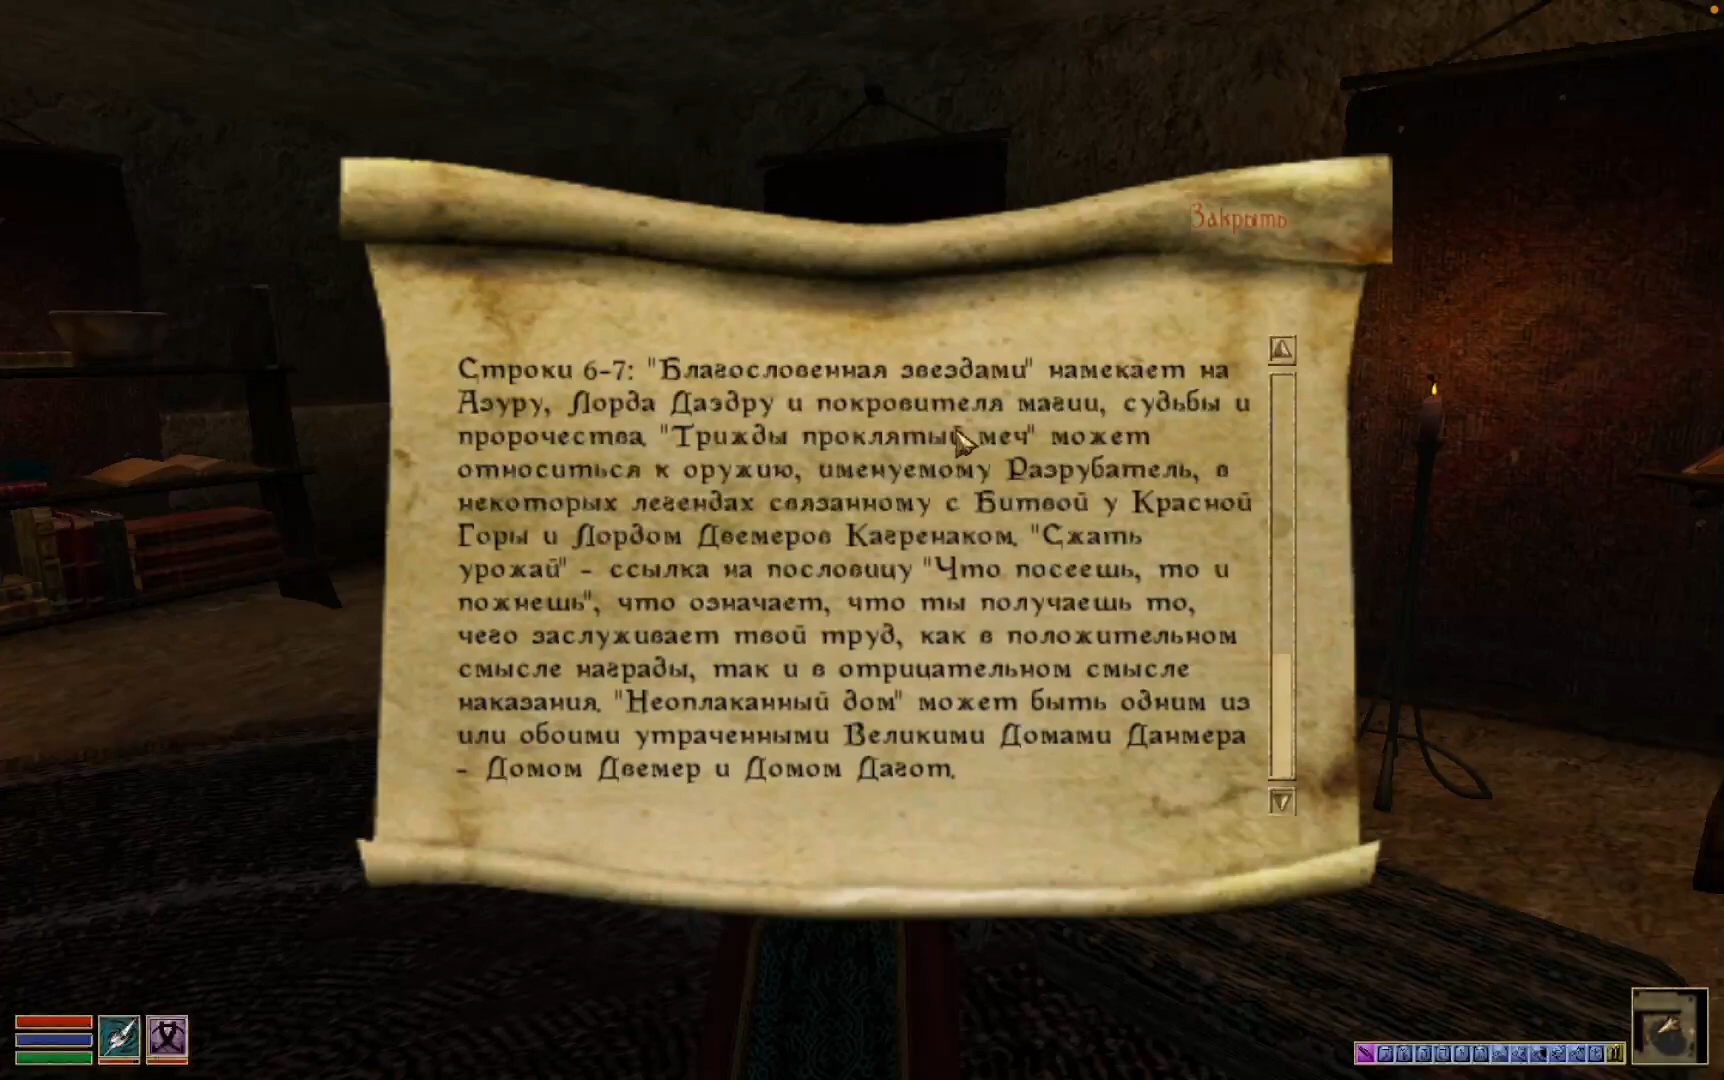 Закрыть
Строки 6-7: "Благословенная звездами" намекает на
Азуру, Лорда Даэдру и покровителя магии, судьбы и
пророчества. "Трижды проклятый меч" может
относиться к оружию, именуемому Разрубатель, в
некоторых легендах связанному с Битвой у Красной
Горы и Лордом Двемеров Кагренаком. "Сжать
урожай" - ссылка на пословицу "Что посеешь, то и
пожнешь", что означает, что ты получаешь то,
чего заслуживает твой труд, как в положительном
смысле награды, так и в отрицательном смысле
наказания. "Неоплаканный дом" может быть одним из
или обоими утраченными Великими Домами Данмера
- Домом Двемер и Домом Дагот.